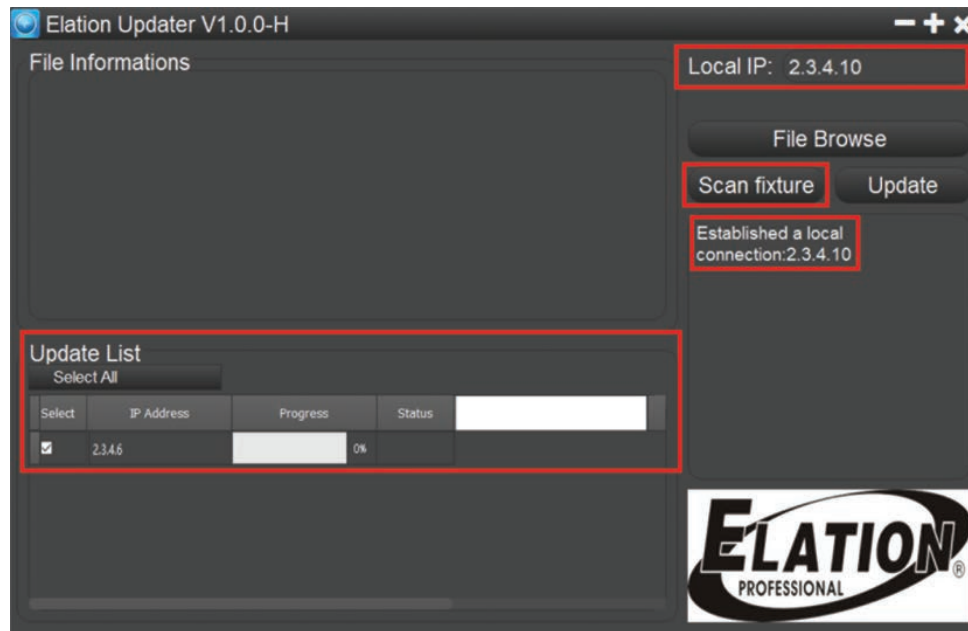 Elation Updater V1.0.0-H
File Informations
Local IP: 2.3.4.10
File Browse
Scan fixture
Update
Established a local
connection:2.3.4.10
Update List
Select All
Select IP Address Progress Status
2.3.4.6 0%
ELATION®
PROFESSIONAL